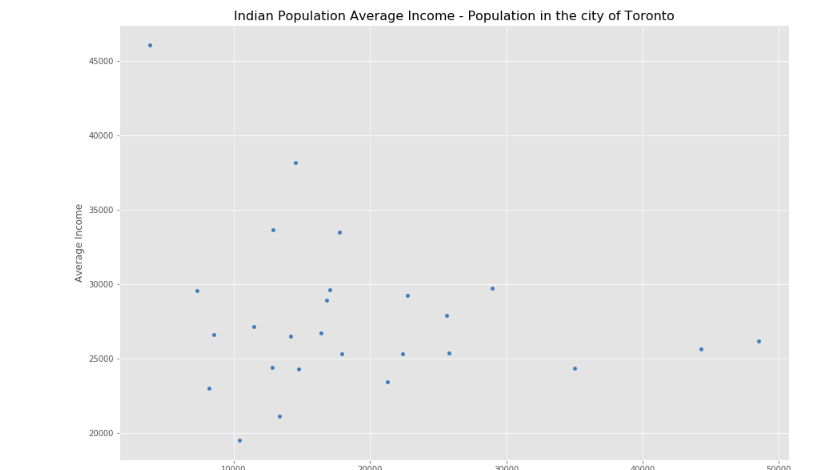 Indian Population Average Income - Population in the city of Toronto
45000
40000
35000
30000
25000
20000
Average Income
10000 20000 30000 40000 50000